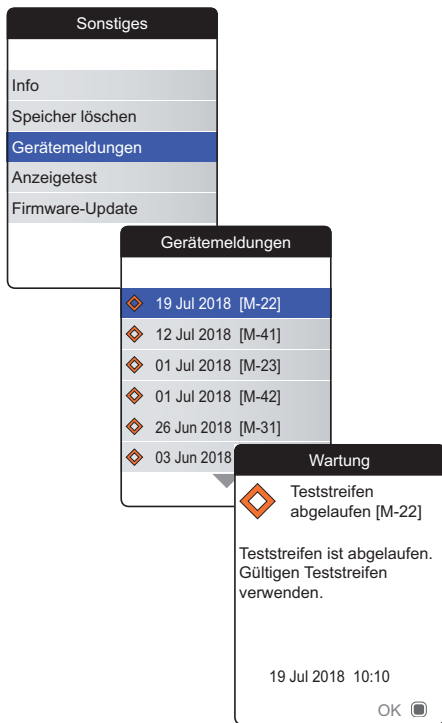 Sonstiges
Info
Speicher löschen
Gerätemeldungen
Anzeigetest
Firmware-Update
Gerätemeldungen
19 Jul 2018 [M-22]
12 Jul 2018 [M-41]
01 Jul 2018 [M-23]
01 Jul 2018 [M-42]
26 Jun 2018 [M-31]
03 Jun 2018
Wartung
Teststreifen
abgelaufen [M-22]
Teststreifen ist abgelaufen.
Gültigen Teststreifen
verwenden.
19 Jul 2018 10:10
OK